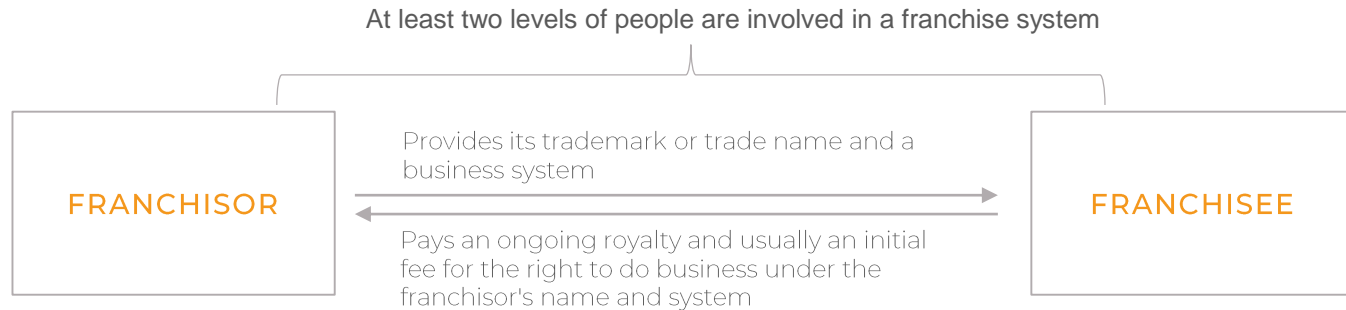 At least two levels of people are involved in a franchise system
Provides its trademark or trade name and a
business system
FRANCHISOR
FRANCHISEE
Pays an ongoing royalty and usually an initial
fee for the right to do business under the
franchisor's name and system